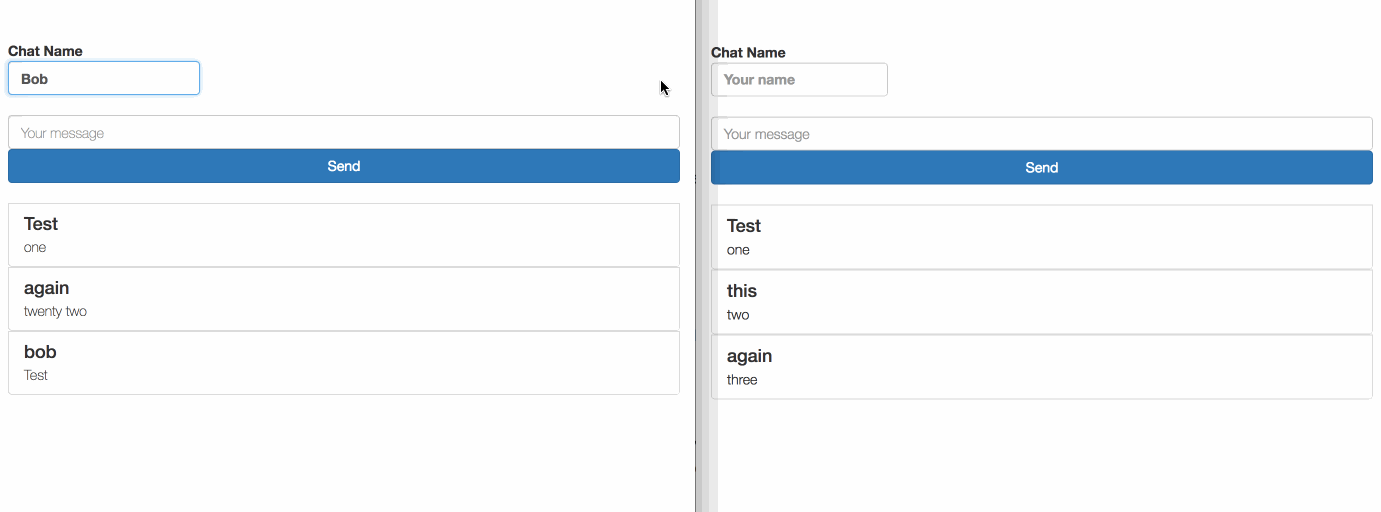 Chat Name
Bob
Your message
Send
Test
one
again
twenty two
bob
Test
Chat Name
Your name
Your message
Send
Test
one
this
two
again
three